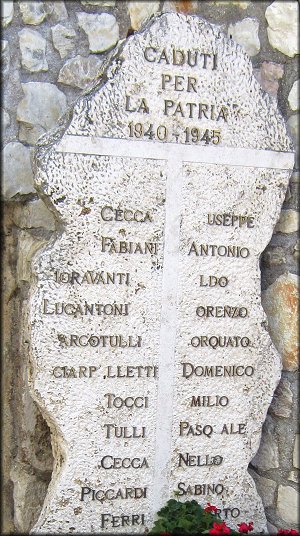 CADUTI
PER
LA PATRIA
1940-1945
CECCA USEPPE
FABIANI ANTONIO
IORAVANTI LDO
LUCANTONI ORENZO
ARCOTULLI ORQUATO
CIARP LLETTI DOMENICO
TOCCI MILIO
TULLI PASQ ALE
CECCA NELLO
PICCARDI SABINO
FERRI RTO